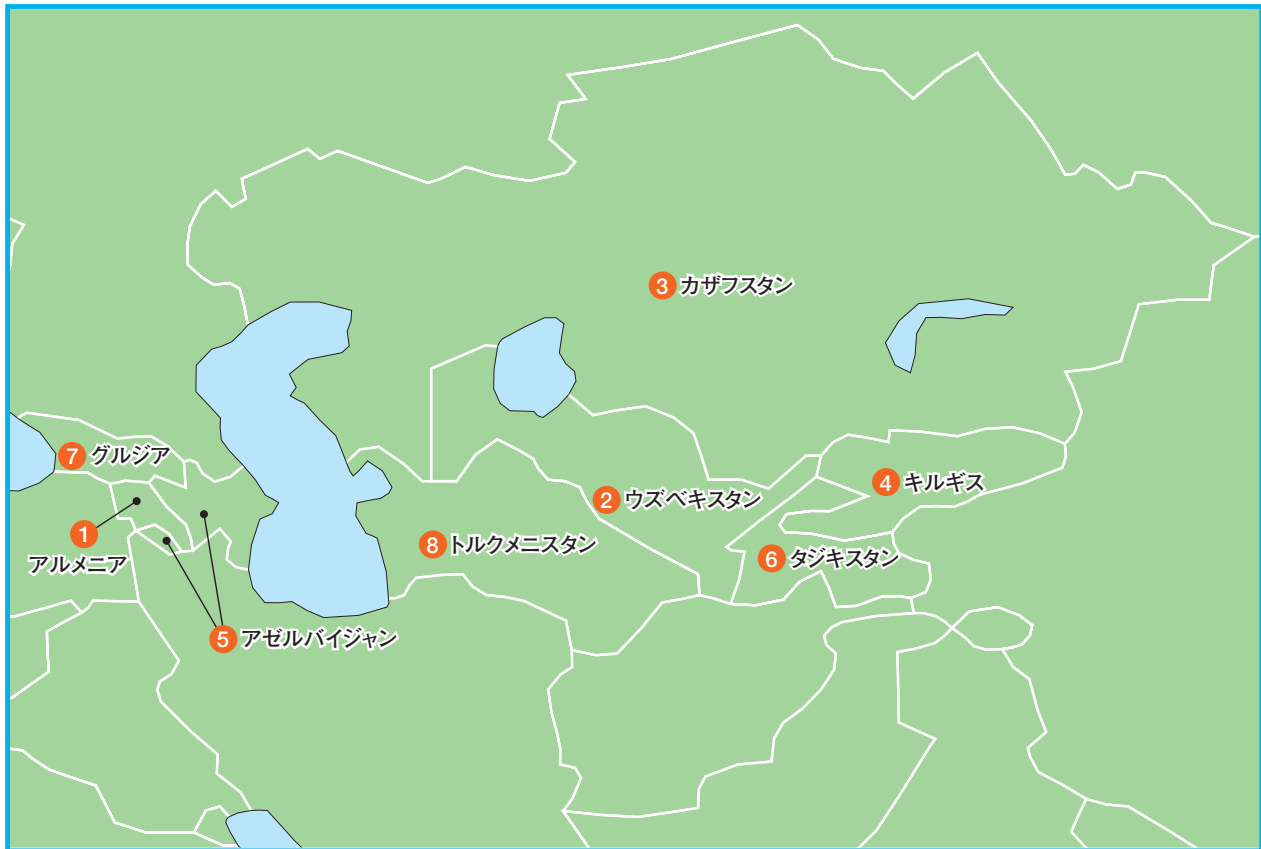 3 カザフスタン
7 グルジア
4 キルギス
2 ウズベキスタン
1
アルメニア
8 トルクメニスタン
6 タジキスタン
5 アゼルバイジャン